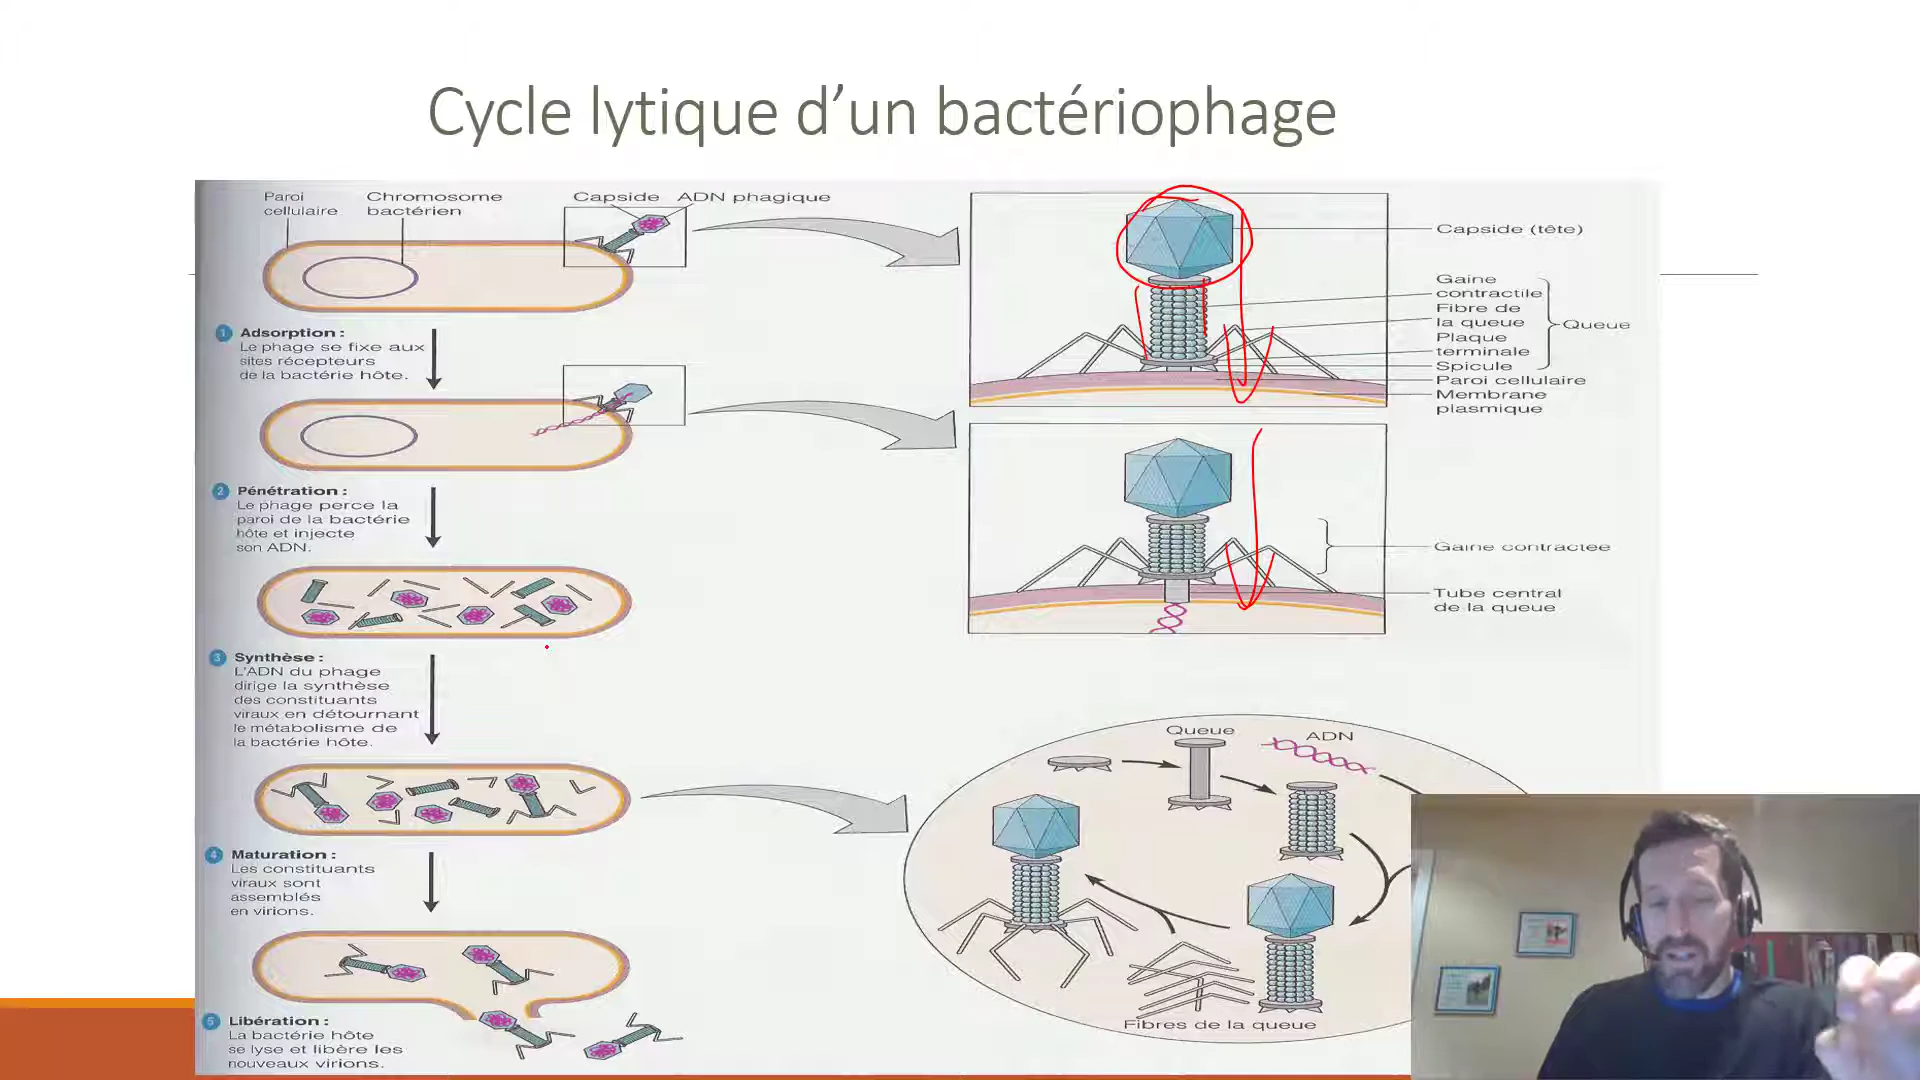 Cycle lytique d’un bactériophage
Paroi
cellulaire
Chromosome
bactérien
Capside
ADN phagique
1 Adsorption :
Le phage se fixe aux
sites récepteurs
de la bactérie hôte.
2 Pénétration :
Le phage perce la
paroi de la bactérie
hôte et injecte
son ADN.
3 Synthèse :
L'ADN du phage
dirige la synthèse
des constituants
viraux en détournant
le métabolisme de
la bactérie hôte.
4 Maturation :
Les constituants
viraux sont
assemblés
en virions.
5 Libération :
La bactérie hôte
se lyse et libère les
nouveaux virions.
Capside (tête)
Gaine
contractile
Fibre de
la queue
Plaque
terminale
Spicule
Queue
Paroi cellulaire
Membrane
plasmique
Gaine contractée
Tube central
de la queue
Queue
ADN
Fibres de la queue